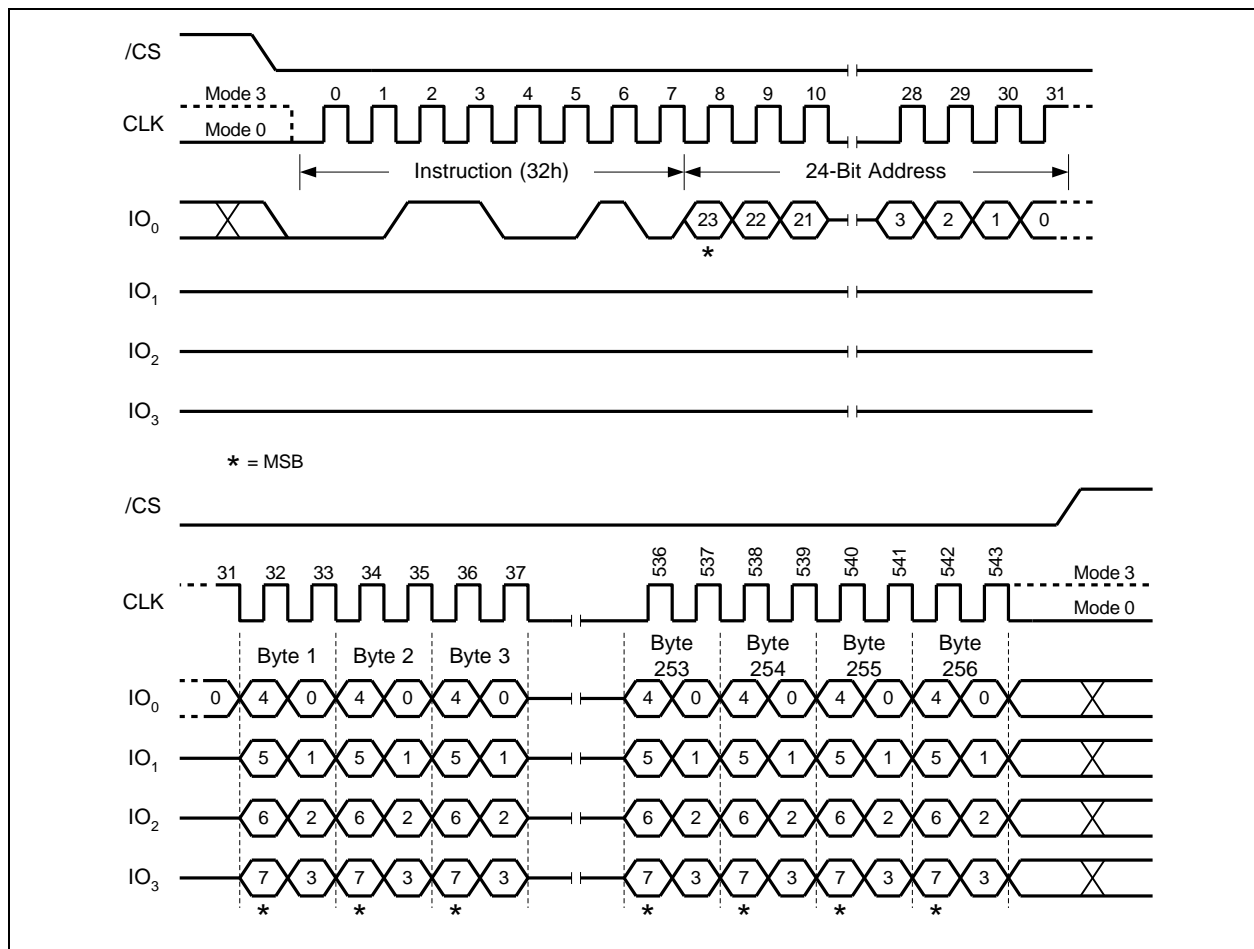 /CS
Mode 3 0 1 2 3 4 5 6 7 8 9 10 28 29 30 31
CLK
Mode 0
Instruction (32h) 24-Bit Address
IO0 23 22 21 3 2 1 0
*
IO1
IO2
IO3
* = MSB
/CS
31 32 33 34 35 36 37 536 537 538 539 540 541 542 543 Mode 3
CLK
Mode 0
Byte 1 Byte 2 Byte 3 Byte 253 Byte 254 Byte 255 Byte 256
IO0 0 4 0 4 0 4 0 4 0 4 0 4 0 4 0
IO1 5 1 5 1 5 1 5 1 5 1 5 1 5 1
IO2 6 2 6 2 6 2 6 2 6 2 6 2 6 2
IO3 7 3 7 3 7 3 7 3 7 3 7 3 7 3
* * * * * * *